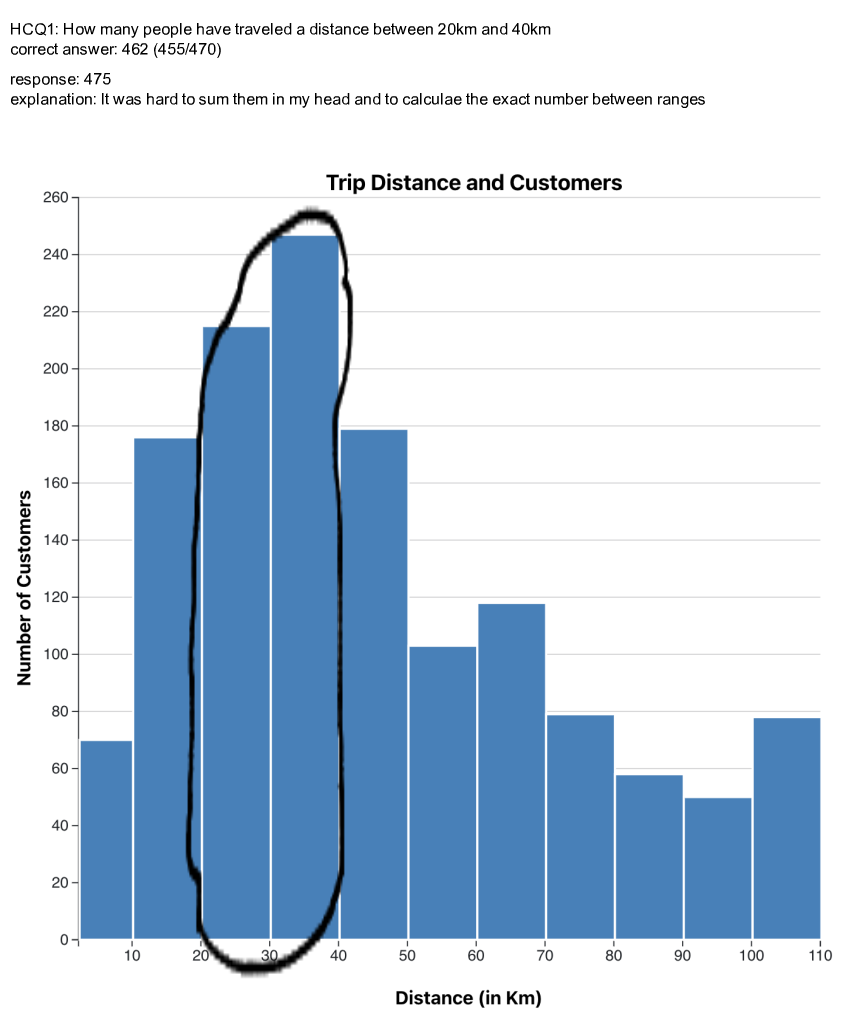 HCQ1: How many people have traveled a distance between 20km and 40km
correct answer: 462 (455/470)
response: 475
explanation: It was hard to sum them in my head and to calculae the exact number between ranges
Trip Distance and Customers
260
240
220
200
180
160
140
120
100
80
60
40
20
0
Number of Customers
10 20 30 40 50 60 70 80 90 100 110
Distance (in Km)